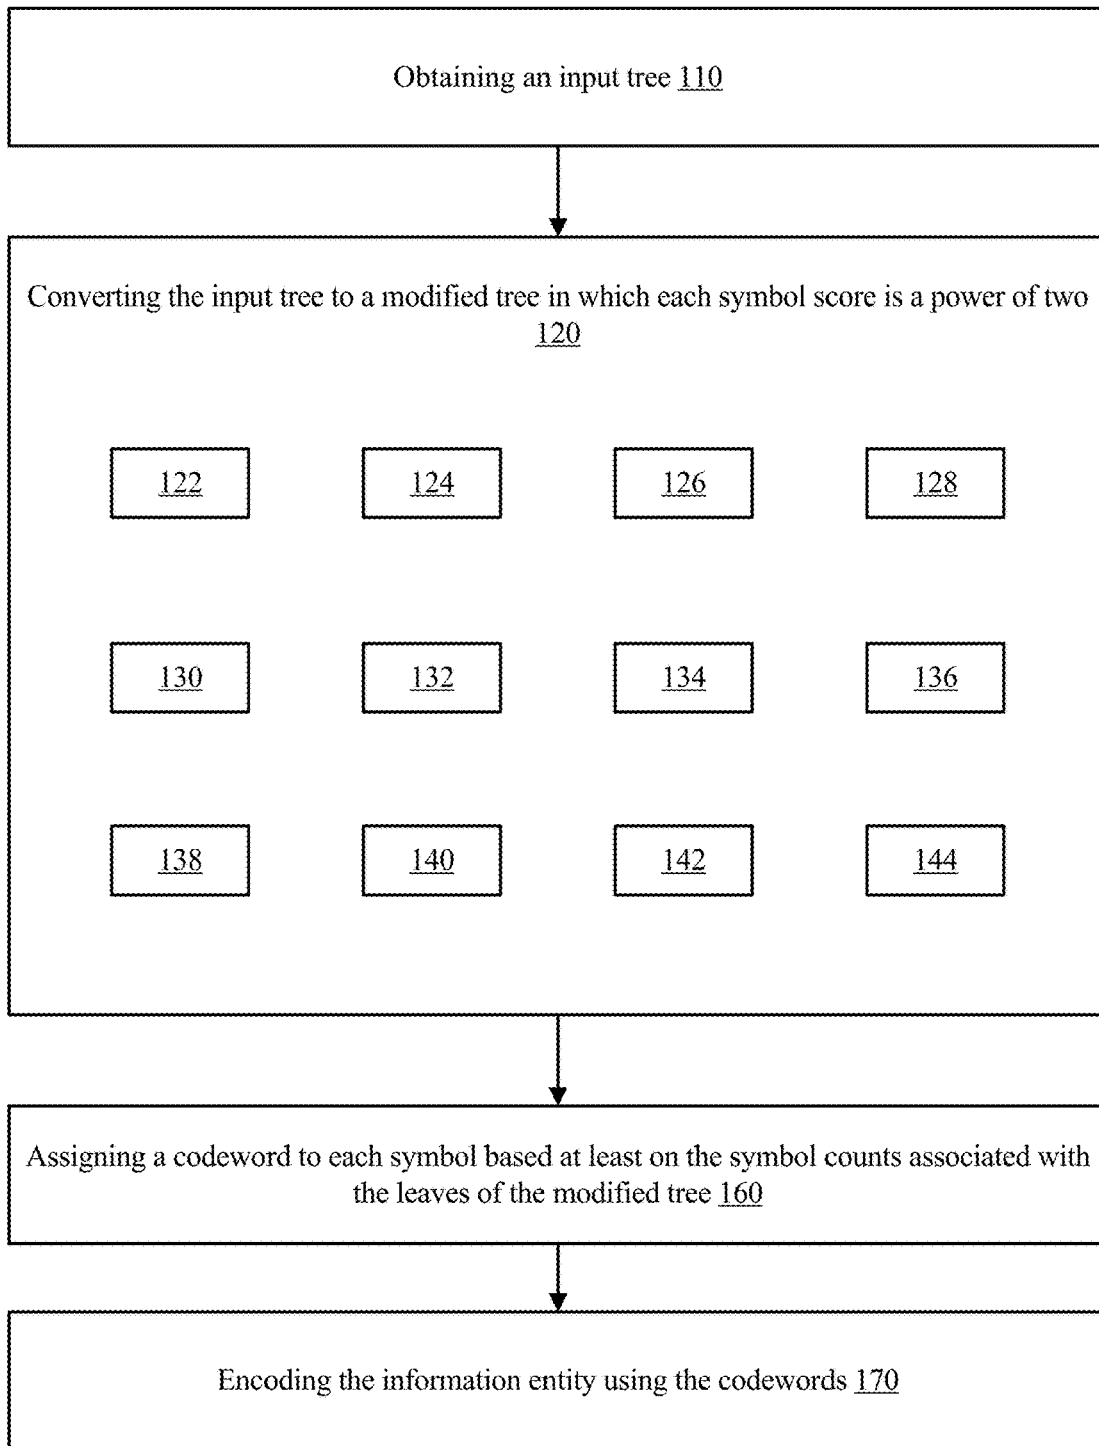 Obtaining an input tree 110
Converting the input tree to a modified tree in which each symbol score is a power of two
120
122
124
126
128
130
132
134
136
138
140
142
144
Assigning a codeword to each symbol based at least on the symbol counts associated with
the leaves of the modified tree 160
Encoding the information entity using the codewords 170